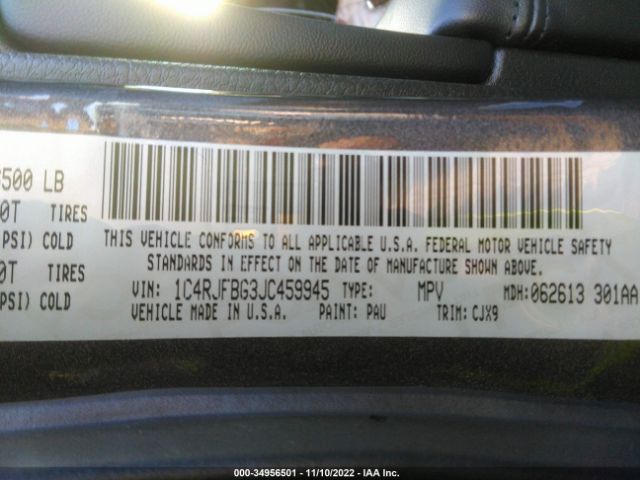 500 LB
0T TIRES
PSI) COLD
0T TIRES
PSI) COLD
THIS VEHICLE CONFORMS TO ALL APPLICABLE U.S.A. FEDERAL MOTOR VEHICLE SAFETY
STANDARDS IN EFFECT ON THE DATE OF MANUFACTURE SHOWN ABOVE.
VIN: 1C4RJFBG3JC459945 TYPE: MPV MDH: 062613 301AA
VEHICLE MADE IN U.S.A. PAINT: PAU TRIM: CJX9
000-34956501 - 11/10/2022 - IAA Inc.